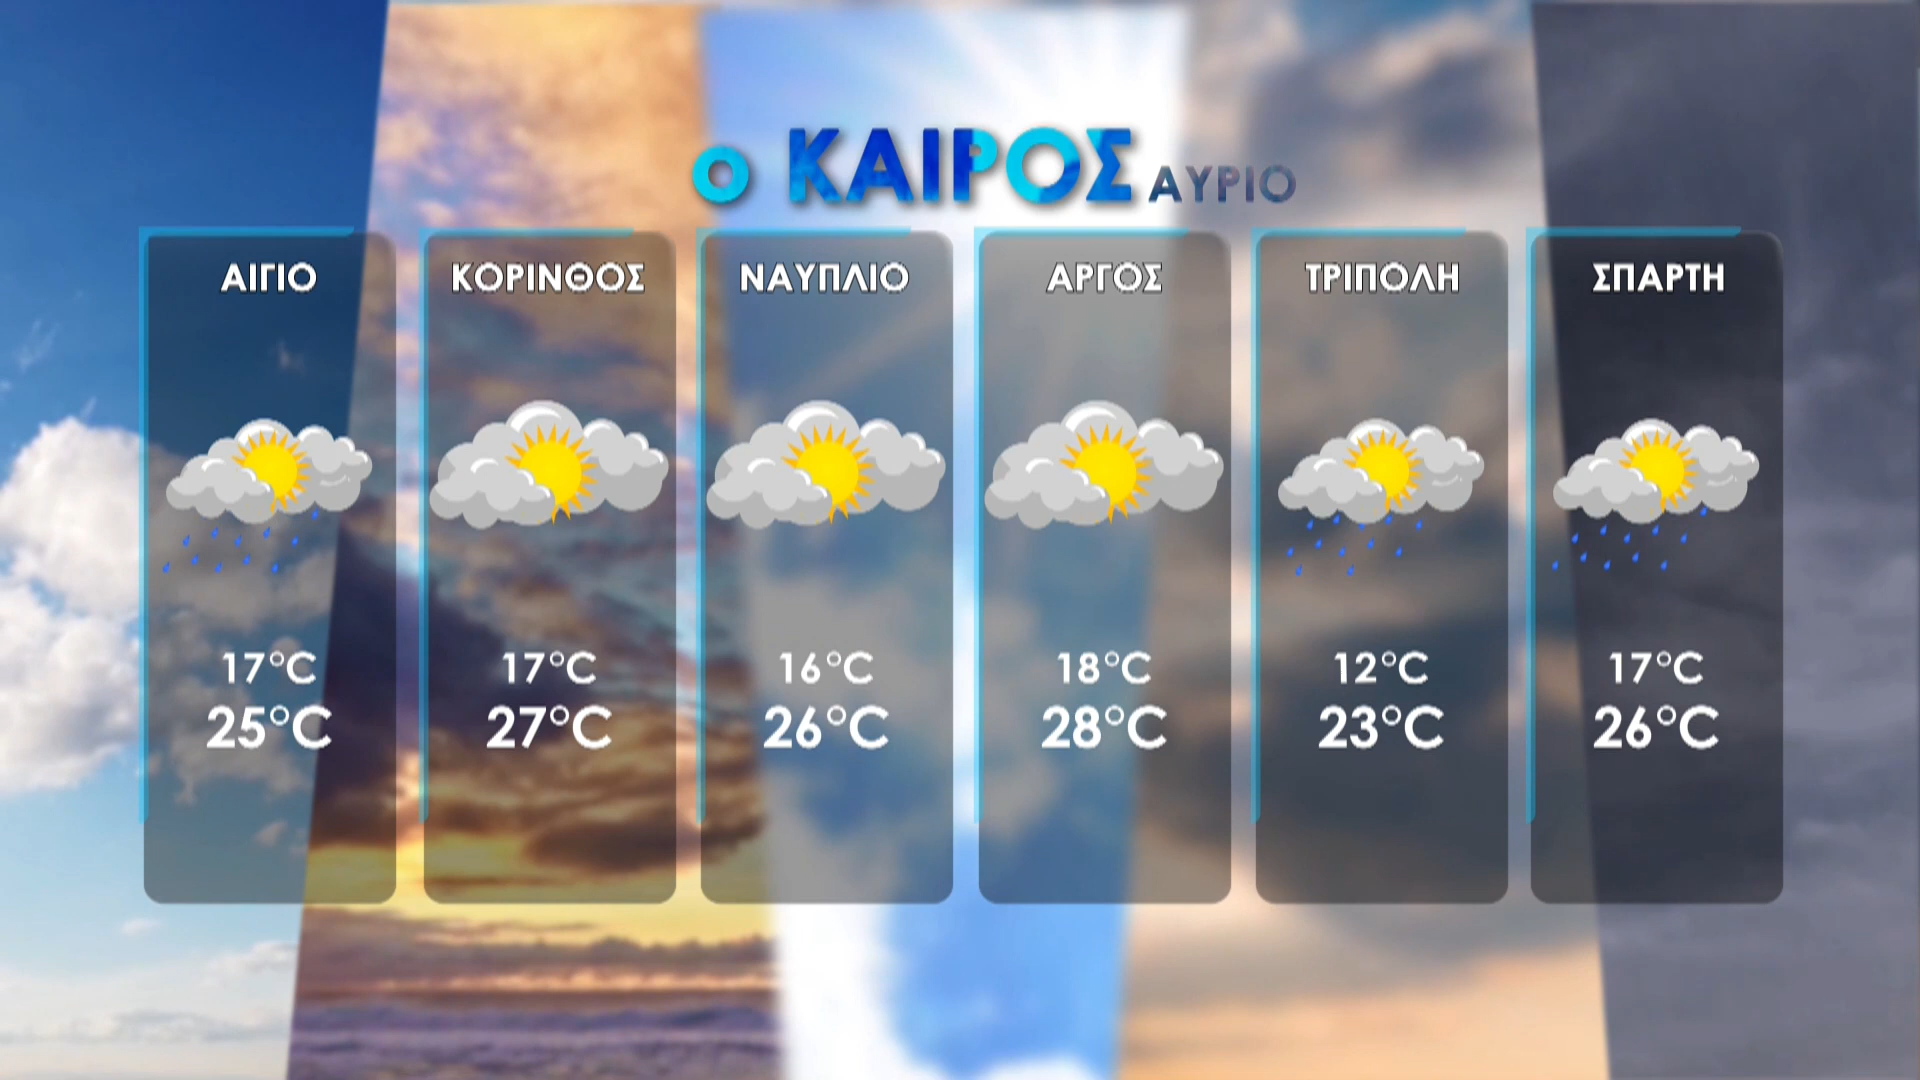 ο ΚΑΙΡΟΣ ΑΥΡΙΟ
ΑΙΓΙΟ
17°C
25°C
ΚΟΡΙΝΘΟΣ
17°C
27°C
ΝΑΥΠΛΙΟ
16°C
26°C
ΑΡΓΟΣ
18°C
28°C
ΤΡΙΠΟΛΗ
12°C
23°C
ΣΠΑΡΤΗ
17°C
26°C